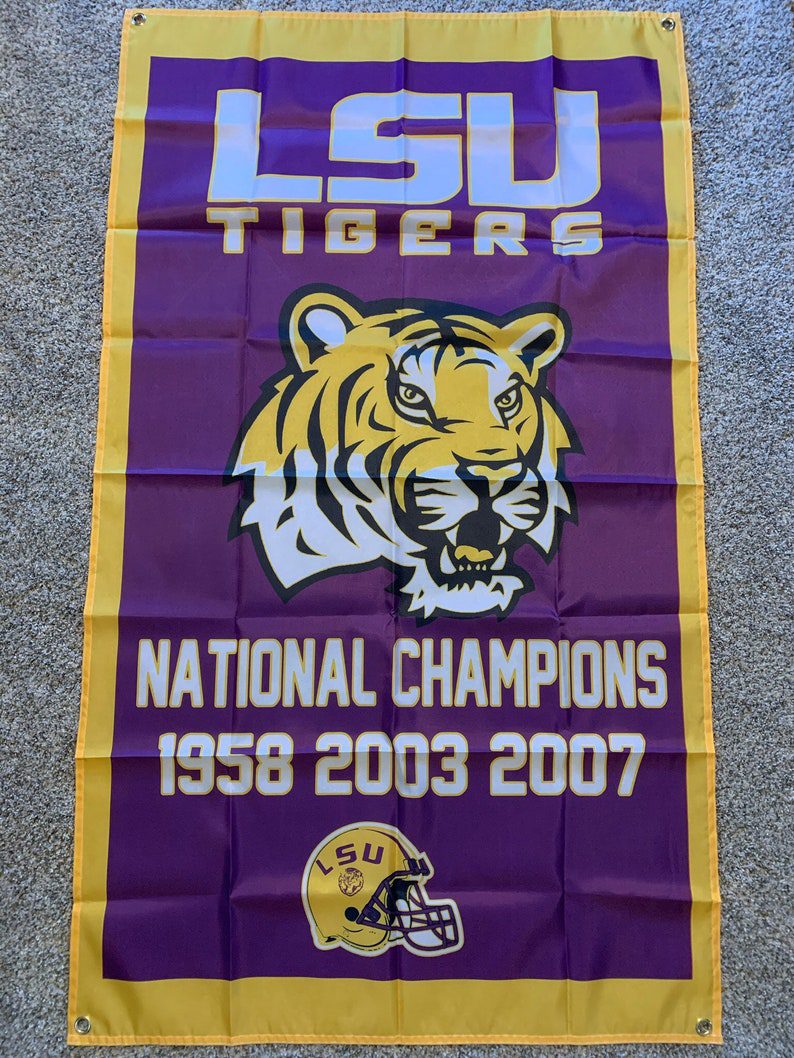 LSU
TIGERS
NATIONAL CHAMPIONS
1958 2003 2007
LSU